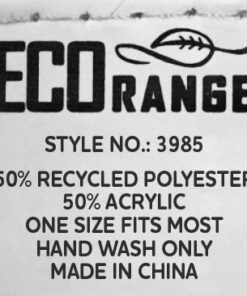 ECO RANGE
STYLE NO.: 3985
50% RECYCLED POLYESTER
50% ACRYLIC
ONE SIZE FITS MOST
HAND WASH ONLY
MADE IN CHINA